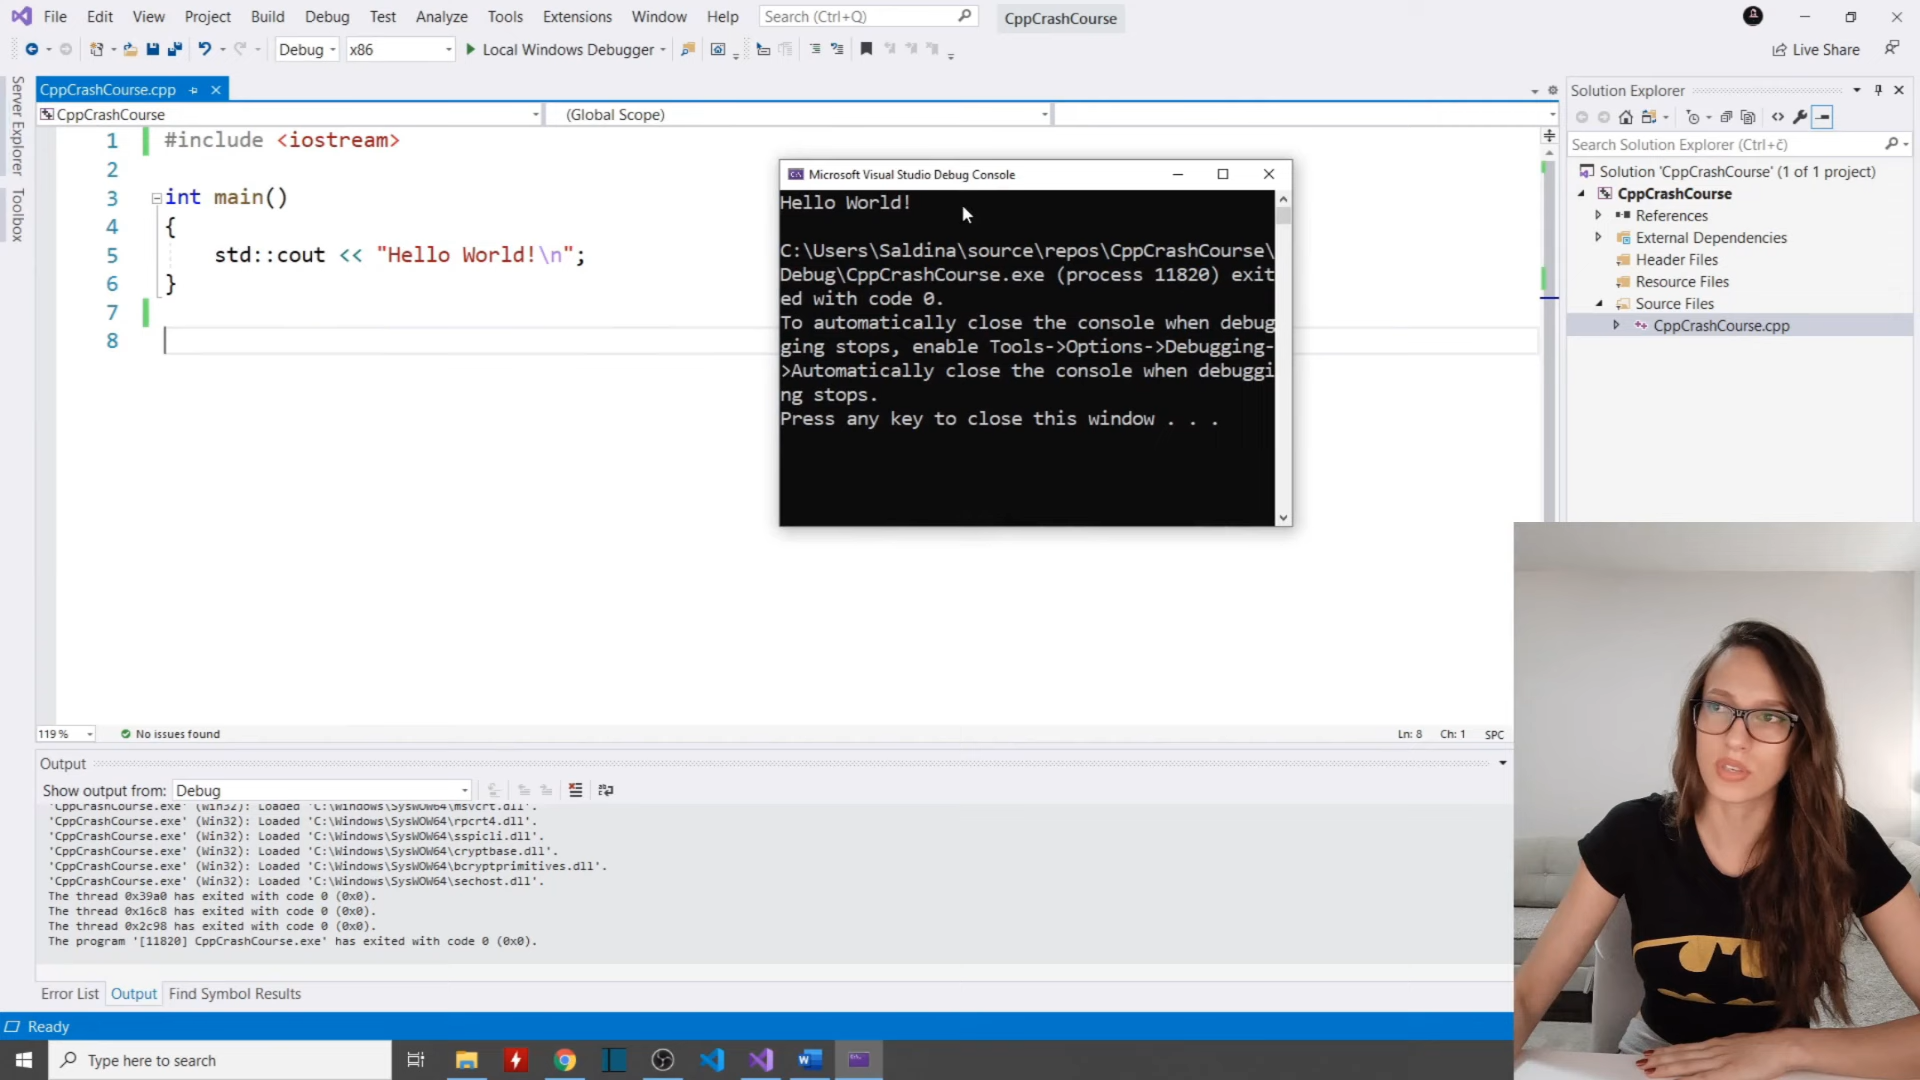 File Edit View Project Build Debug Test Analyze Tools Extensions Window Help Search (Ctrl+Q) CppCrashCourse
Debug x86 Local Windows Debugger Live Share
Server Explorer
Toolbox
CppCrashCourse.cpp
CppCrashCourse (Global Scope)
1 #include <iostream>
2
3 int main()
4 {
5 std::cout << "Hello World!\n";
6 }
7
8
Microsoft Visual Studio Debug Console
Hello World!
C:\Users\Saldina\source\repos\CppCrashCourse\
Debug\CppCrashCourse.exe (process 11820) exit
ed with code 0.
To automatically close the console when debug
ging stops, enable Tools->Options->Debugging-
>Automatically close the console when debuggi
ng stops.
Press any key to close this window . . .
Solution Explorer
Search Solution Explorer (Ctrl+č)
Solution 'CppCrashCourse' (1 of 1 project)
CppCrashCourse
References
External Dependencies
Header Files
Resource Files
Source Files
CppCrashCourse.cpp
119 % No issues found Ln: 8 Ch: 1 SPC
Output
Show output from: Debug
'CppCrashCourse.exe' (Win32): Loaded 'C:\Windows\SysWOW64\msvcrt.dll'.
'CppCrashCourse.exe' (Win32): Loaded 'C:\Windows\SysWOW64\rpcrt4.dll'.
'CppCrashCourse.exe' (Win32): Loaded 'C:\Windows\SysWOW64\sspicli.dll'.
'CppCrashCourse.exe' (Win32): Loaded 'C:\Windows\SysWOW64\cryptbase.dll'.
'CppCrashCourse.exe' (Win32): Loaded 'C:\Windows\SysWOW64\bcryptprimitives.dll'.
'CppCrashCourse.exe' (Win32): Loaded 'C:\Windows\SysWOW64\sechost.dll'.
The thread 0x39a0 has exited with code 0 (0x0).
The thread 0x16c8 has exited with code 0 (0x0).
The thread 0x2c98 has exited with code 0 (0x0).
The program '[11820] CppCrashCourse.exe' has exited with code 0 (0x0).
Error List Output Find Symbol Results
Ready
Type here to search